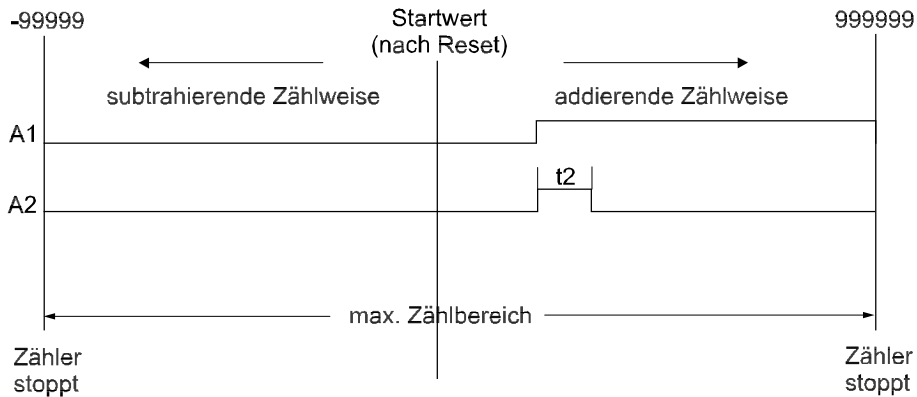 -99999
Startwert
(nach Reset)
999999
subtrahierende Zählweise
addierende Zählweise
A1
t2
A2
max. Zählbereich
Zähler
stoppt
Zähler
stoppt